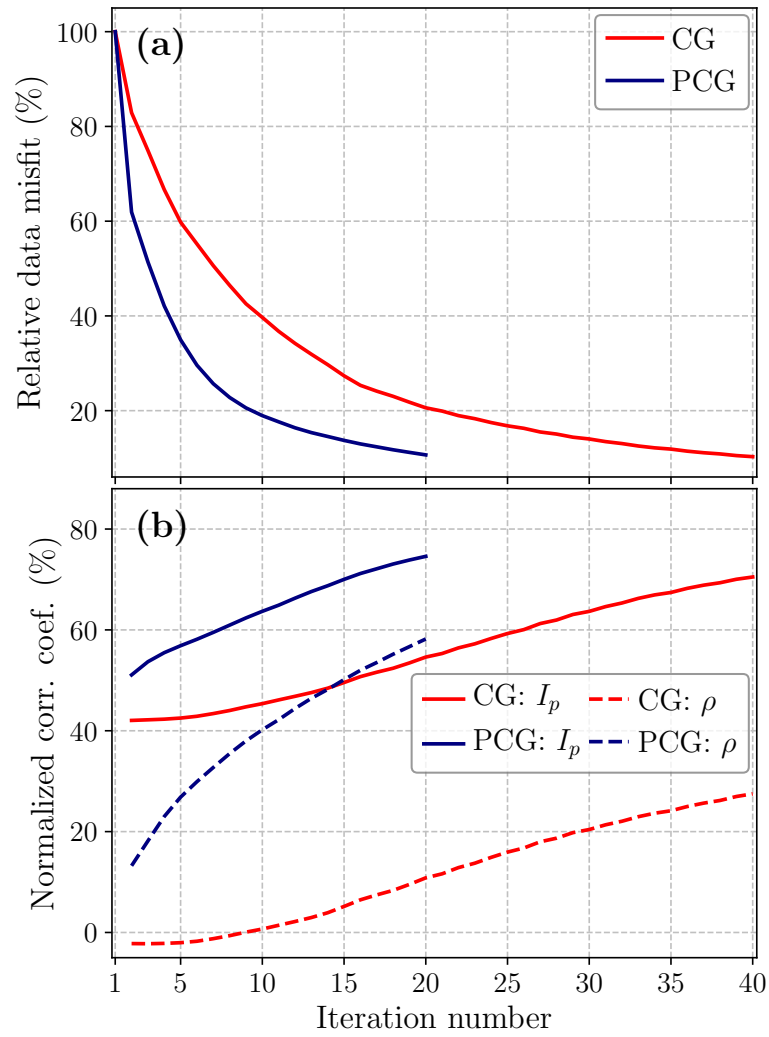 (a)
CG
PCG
Relative data misfit (%)
100
80
60
40
20
(b)
Normalized corr. coef. (%)
80
60
40
20
0
CG: I_p
CG: ρ
PCG: I_p
PCG: ρ
1 5 10 15 20 25 30 35 40
Iteration number